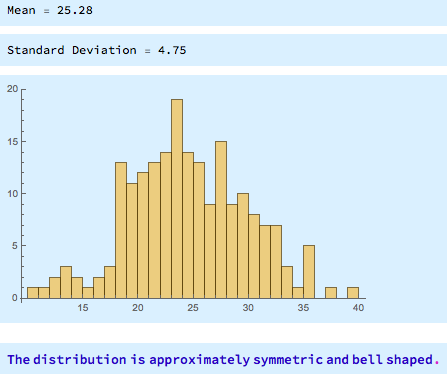 Mean = 25.28
Standard Deviation = 4.75
20
15
10
5
0
15 20 25 30 35 40
The distribution is approximately symmetric and bell shaped.